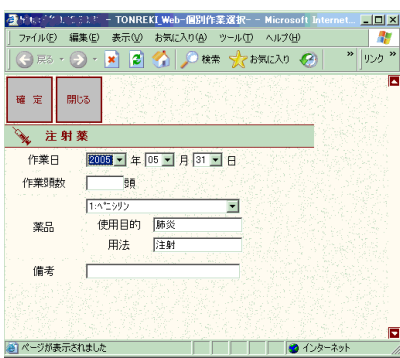 - TONREKI_Web-個別作業選択- - Microsoft Internet...
ファイル(F) 編集(E) 表示(V) お気に入り(A) ツール(T) ヘルプ(H)
戻る 検索 お気に入り » リンク »
確 定 閉じる
注 射 薬
作業日 2005 年 05 月 31 日
作業頭数 頭
1:ペニシリン
薬品 使用目的 肺炎
用法 注射
備考
ページが表示されました インターネット